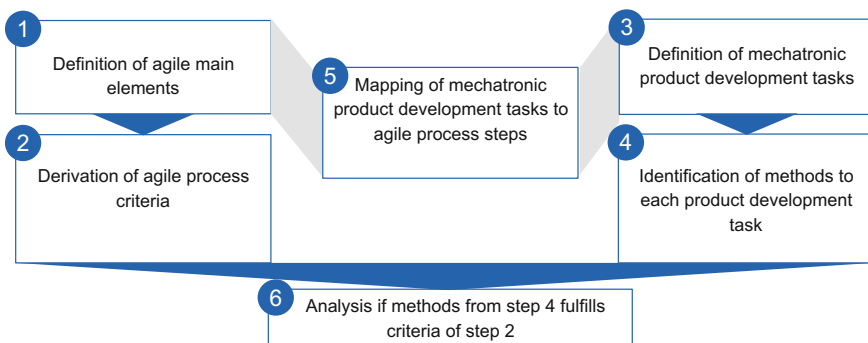 1
Definition of agile main
elements
2
Derivation of agile process
criteria
3
Definition of mechatronic
product development tasks
4
Identification of methods to
each product development
task
5
Mapping of mechatronic
product development tasks to
agile process steps
6
Analysis if methods from step 4 fulfills
criteria of step 2